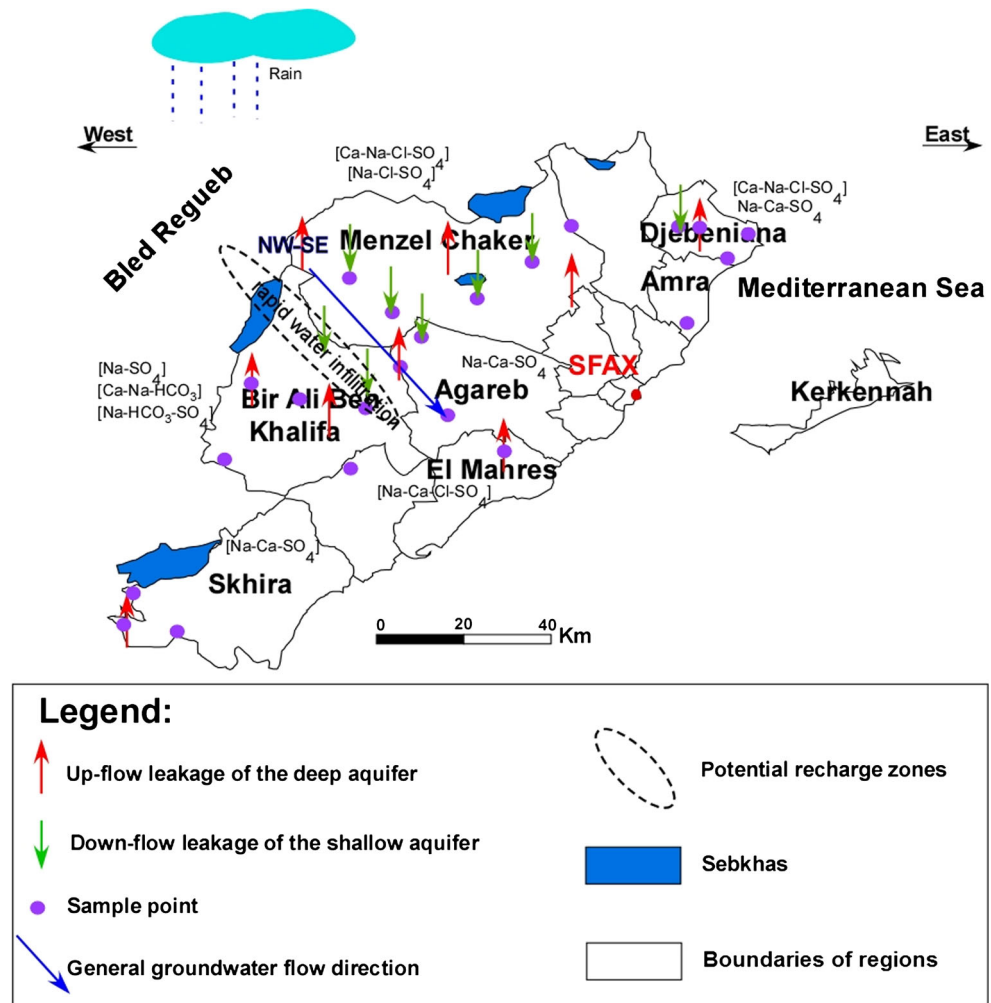 Rain
West
East
Bled Regueb
[Ca-Na-Cl-SO4]
[Na-Cl-SO4]
[Ca-Na-Cl-SO4]
Na-Ca-SO4
NW-SE
Menzel Chaker
Djebeniana
Amra
Mediterranean Sea
apid water infiltration
[Na-SO4]
[Ca-Na-HCO3]
[Na-HCO3-SO4]
Na-Ca-SO4
SFAX
Agareb
Kerkennah
Bir Ali Ben
Khalifa
El Mahres
[Na-Ca-Cl-SO4]
[Na-Ca-SO4]
Skhira
0 20 40 Km
Legend:
Up-flow leakage of the deep aquifer
Down-flow leakage of the shallow aquifer
Sample point
General groundwater flow direction
Potential recharge zones
Sebkhas
Boundaries of regions